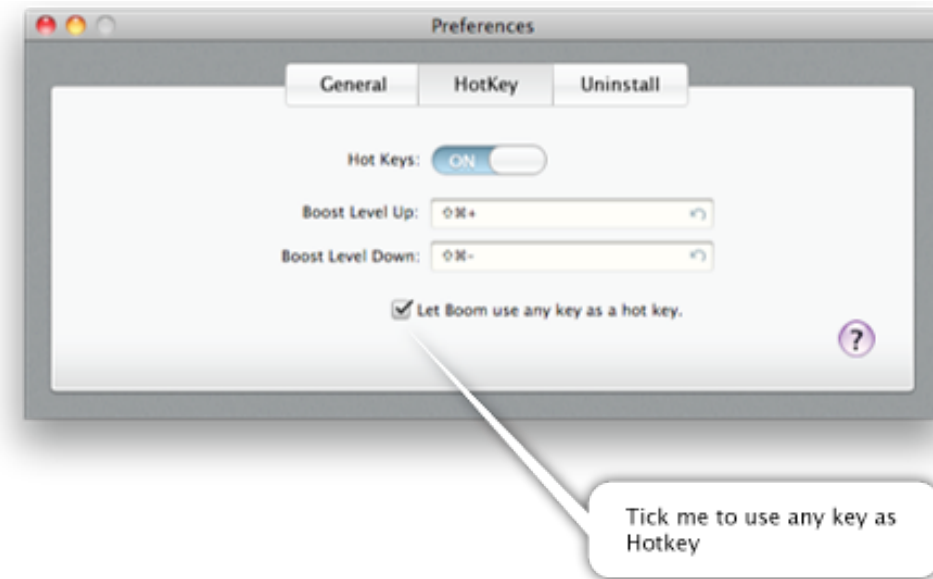 Preferences
General HotKey Uninstall
Hot Keys: ON
Boost Level Up: ⇧⌘+
Boost Level Down: ⇧⌘-
Let Boom use any key as a hot key.
?
Tick me to use any key as
Hotkey